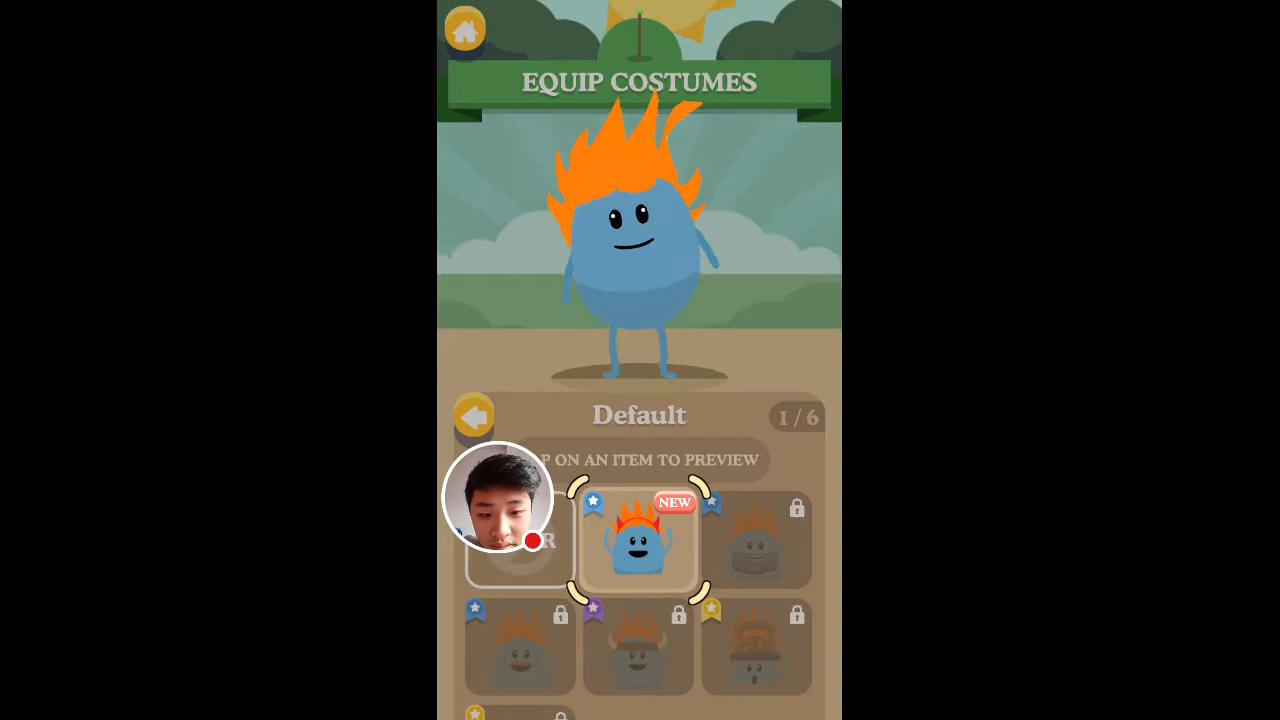 EQUIP COSTUMES
Default
1 / 6
P ON AN ITEM TO PREVIEW
NEW
R